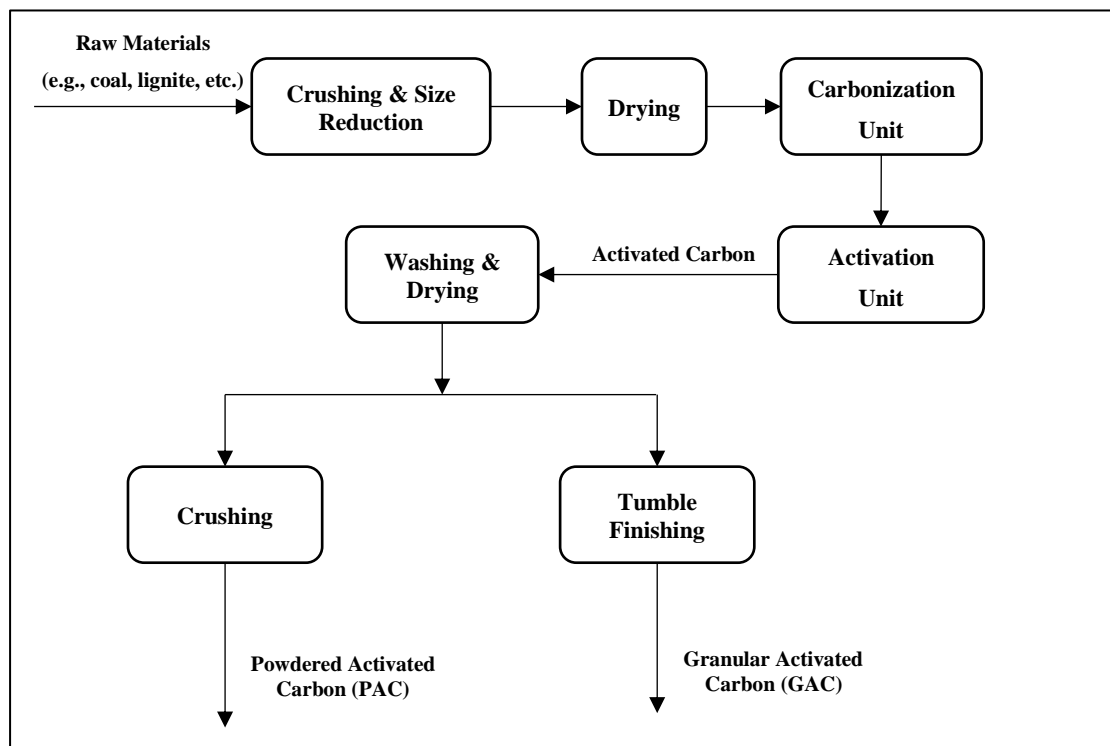 Raw Materials
(e.g., coal, lignite, etc.)
Crushing & Size
Reduction
Drying
Carbonization
Unit
Washing &
Drying
Activated Carbon
Activation
Unit
Crushing
Tumble
Finishing
Powdered Activated
Carbon (PAC)
Granular Activated
Carbon (GAC)